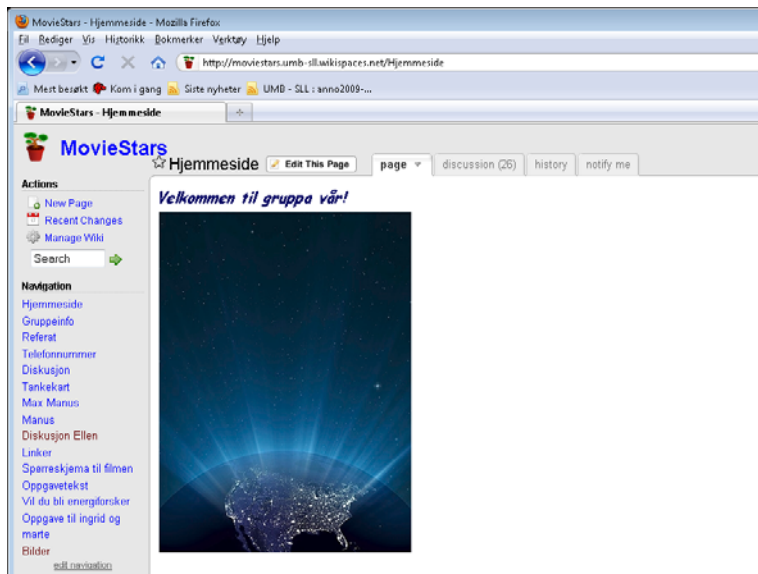 MovieStars - Hjemmeside - Mozilla Firefox
Fil Rediger Vis Historikk Bokmerker Verktøy Hjelp
http://moviestars.umb-sll.wikispaces.net/Hjemmeside
Mest besøkt Kom i gang Siste nyheter UMB - SLL : anno2009-...
MovieStars - Hjemmeside
MovieStars
Hjemmeside Edit This Page page discussion (26) history notify me
Actions
New Page
Recent Changes
Manage Wiki
Search
Navigation
Hjemmeside
Gruppeinfo
Referat
Telefonnummer
Diskusjon
Tankekart
Max Manus
Manus
Diskusjon Ellen
Linker
Spørreskjema til filmen
Oppgavetekst
Vil du bli energiforsker
Oppgave til ingrid og
marte
Bilder
edit navigation
Velkommen til gruppa vår!